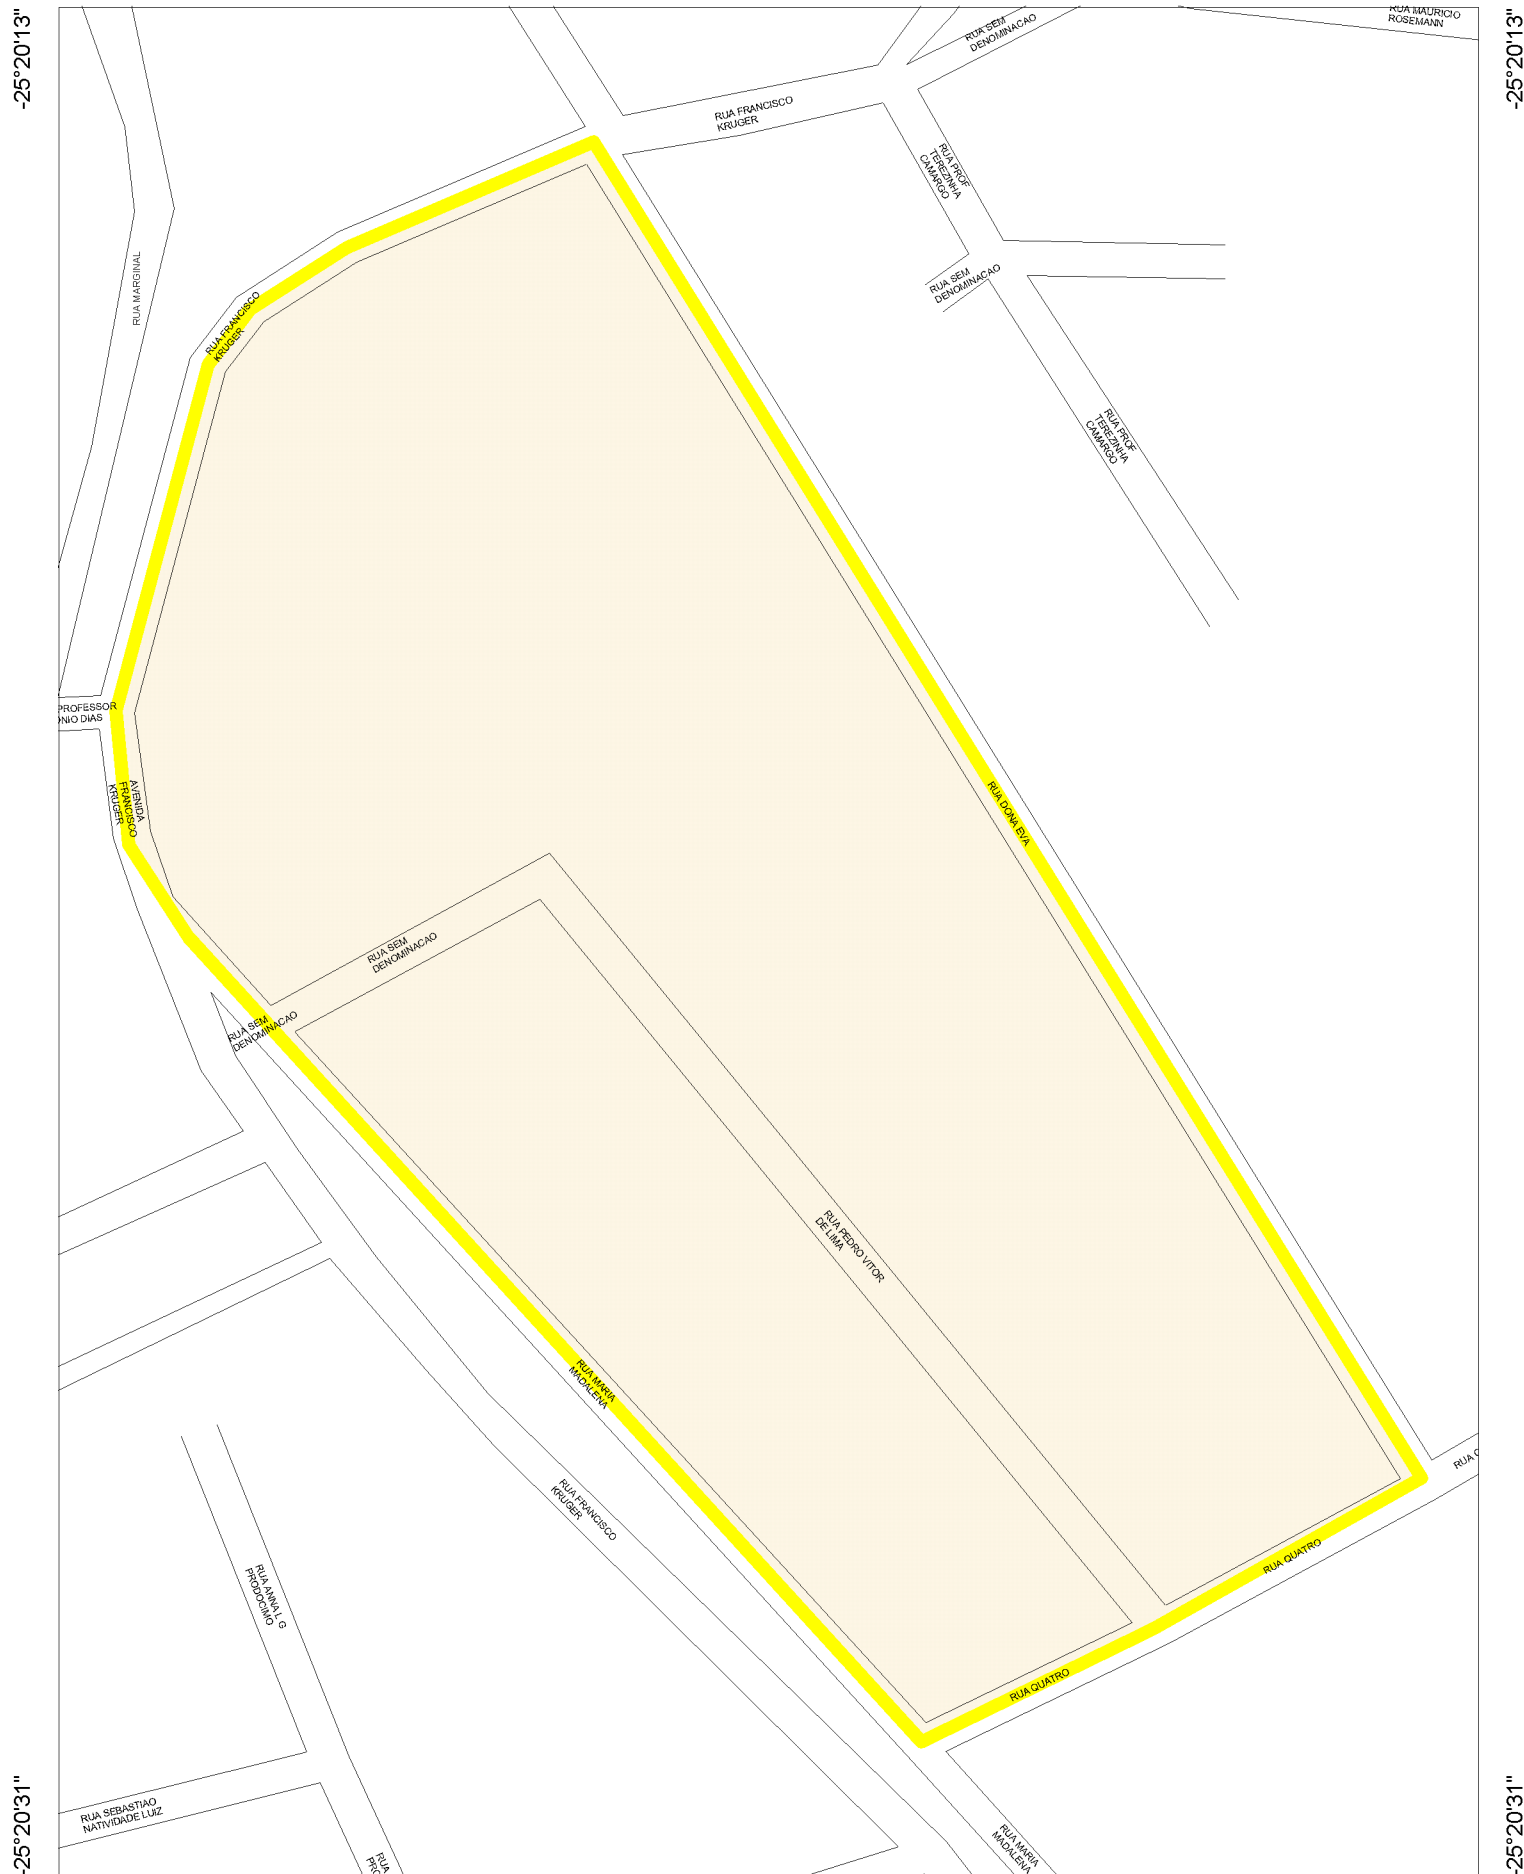 -25°20'13"
-25°20'13"
RUA MAURICIO
ROSEMANN
RUA SEM
DENOMINACAO
RUA FRANCISCO
KRUGER
RUA PROF
TEREZINHA
CAMARGO
RUA SEM
DENOMINACAO
RUA MARGINAL
RUA FRANCISCO
KRUGER
RUA PROF
TEREZINHA
CAMARGO
PROFESSOR
NIO DIAS
AVENIDA
FRANCISCO
KRUGER
RUA DONA EVA
RUA SEM
DENOMINACAO
RUA SEM
DENOMINACAO
RUA PEDRO VITOR
DE LIMA
RUA MARIA
MADALENA
RUA FRANCISCO
KRUGER
RUA
RUA QUATRO
RUA ANNA L G
PRODOCIMO
RUA QUATRO
RUA SEBASTIAO
NATIVIDADE LUIZ
RUA
RUA MARIA
MADALENA
-25°20'31"
-25°20'31"